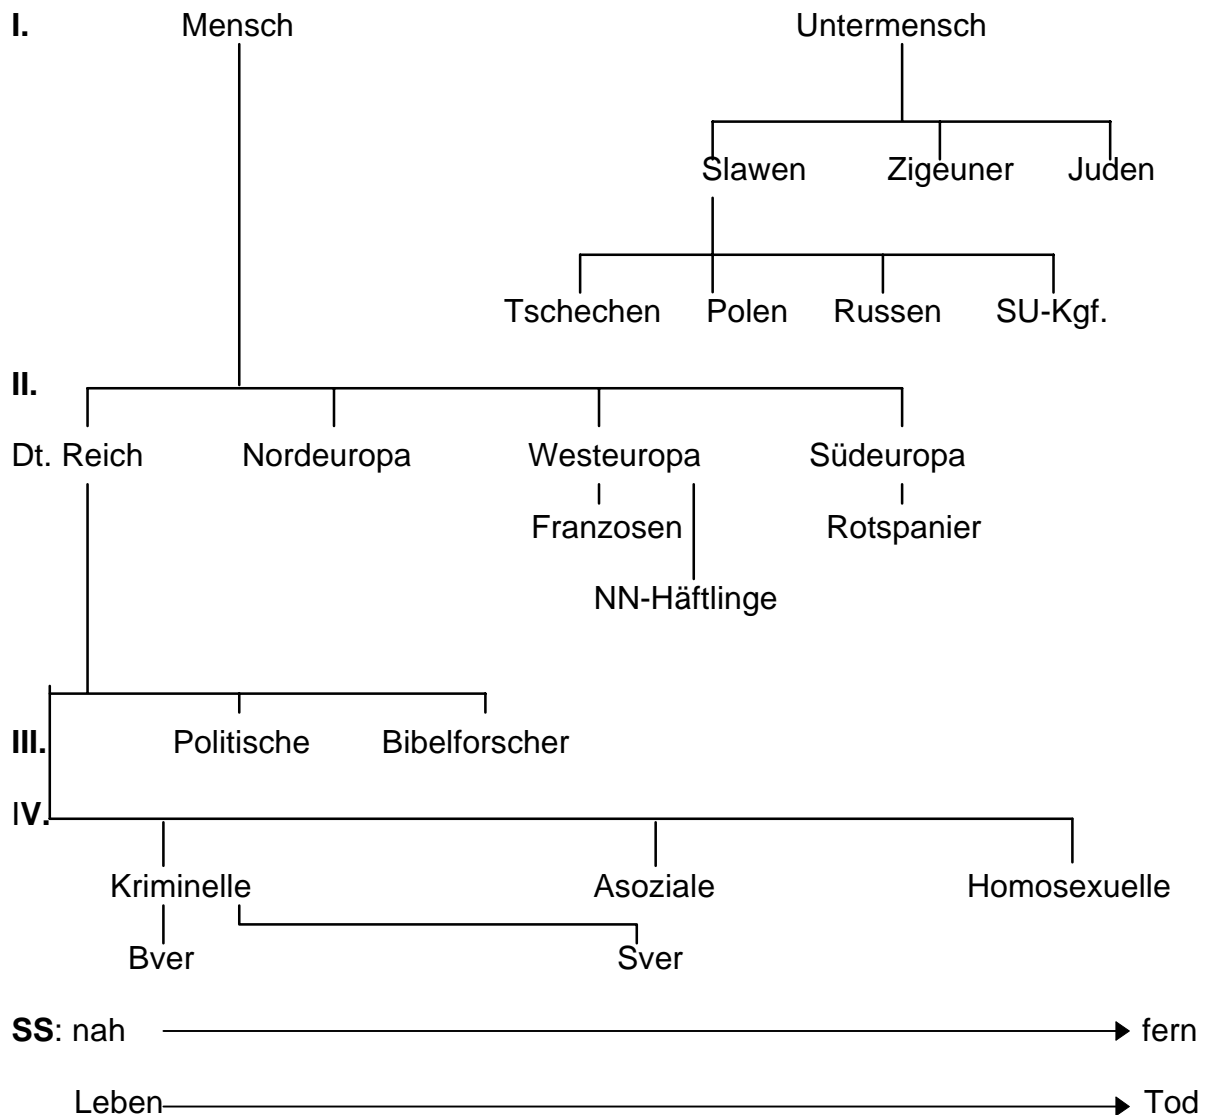 I. Mensch Untermensch
Slawen Zigeuner Juden
Tschechen Polen Russen SU-Kgf.
II.
Dt. Reich Nordeuropa Westeuropa Südeuropa
Franzosen Rotspanier
NN-Häftlinge
III. Politische Bibelforscher
IV.
Kriminelle Asoziale Homosexuelle
Bver Sver
SS: nah fern
Leben Tod